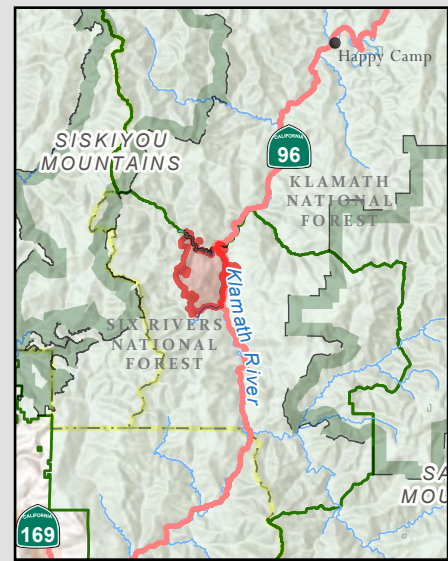 Happy Camp
SISKIYOU
MOUNTAINS
CALIFORNIA
96
KLAMATH
NATIONAL
FOREST
Klamath River
SIX RIVERS
NATIONAL
FOREST
SA
MOU
CALIFORNIA
169